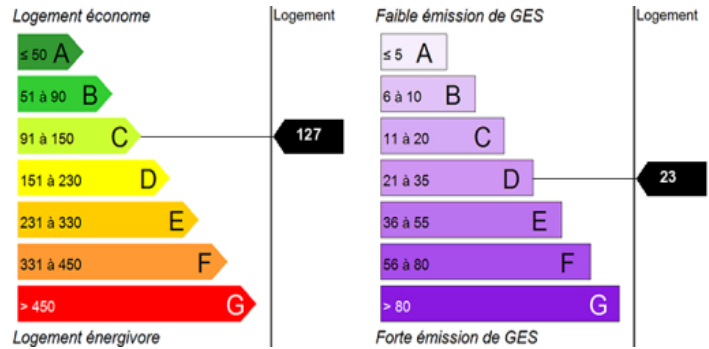 Logement économe
Logement
≤ 50 A
51 à 90 B
91 à 150 C
127
151 à 230 D
231 à 330 E
331 à 450 F
> 450 G
Logement énergivore
Faible émission de GES
Logement
≤ 5 A
6 à 10 B
11 à 20 C
21 à 35 D
23
36 à 55 E
56 à 80 F
> 80 G
Forte émission de GES